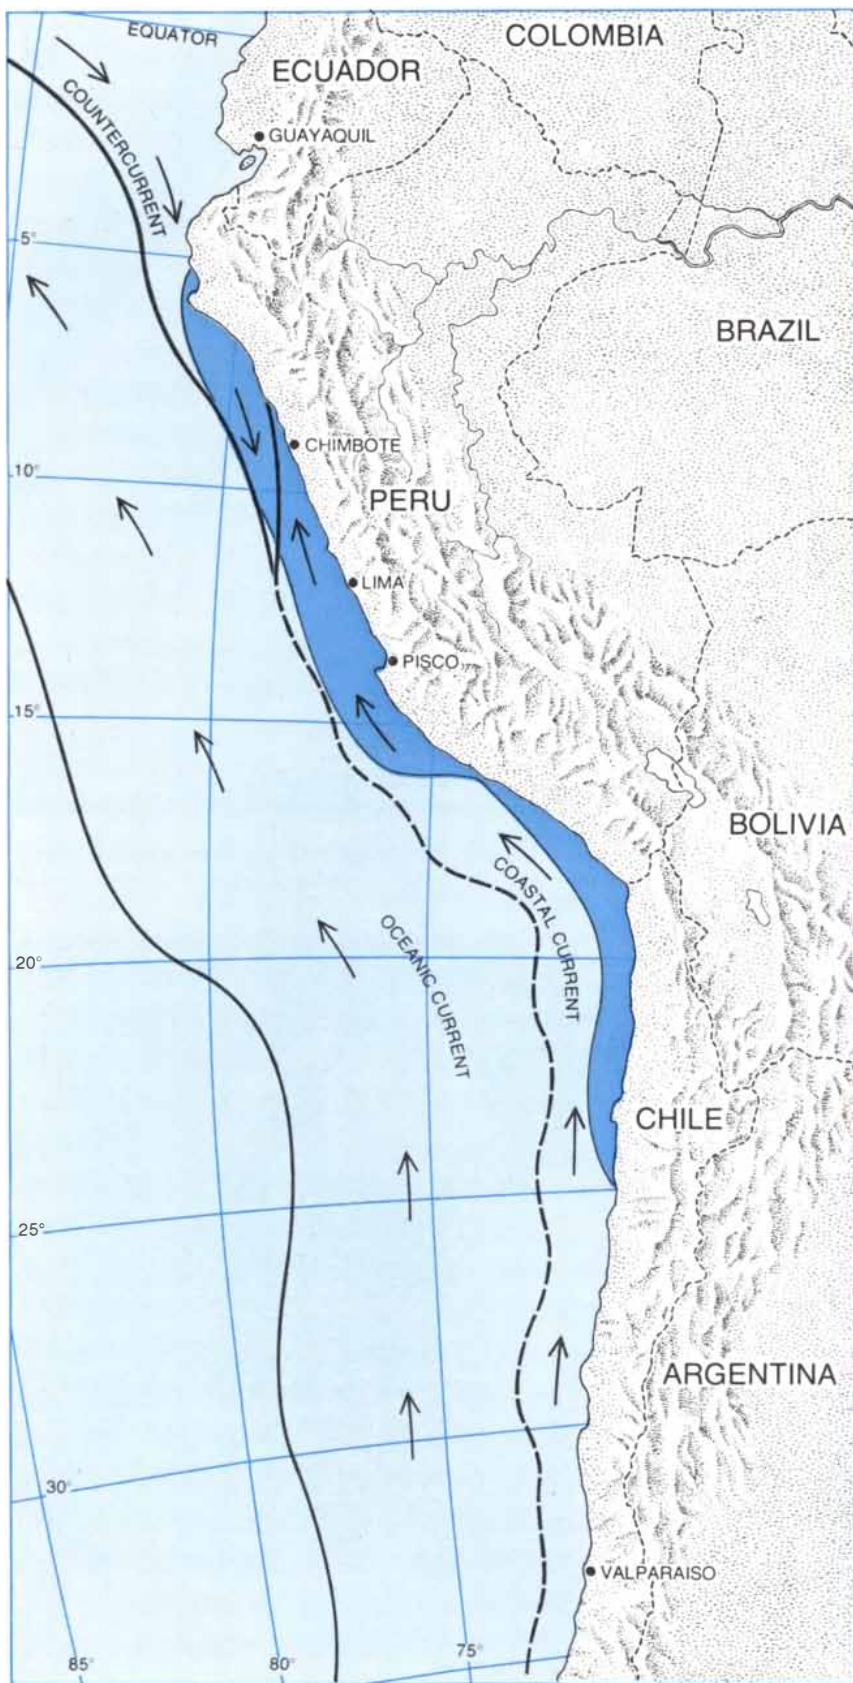 EQUATOR
COLOMBIA
ECUADOR
COUNTERCURRENT
GUAYAQUIL
5°
BRAZIL
CHIMBOTE
10°
PERU
LIMA
PISCO
15°
BOLIVIA
COASTAL CURRENT
OCEANIC CURRENT
20°
CHILE
25°
ARGENTINA
30°
VALPARAISO
85°
80°
75°